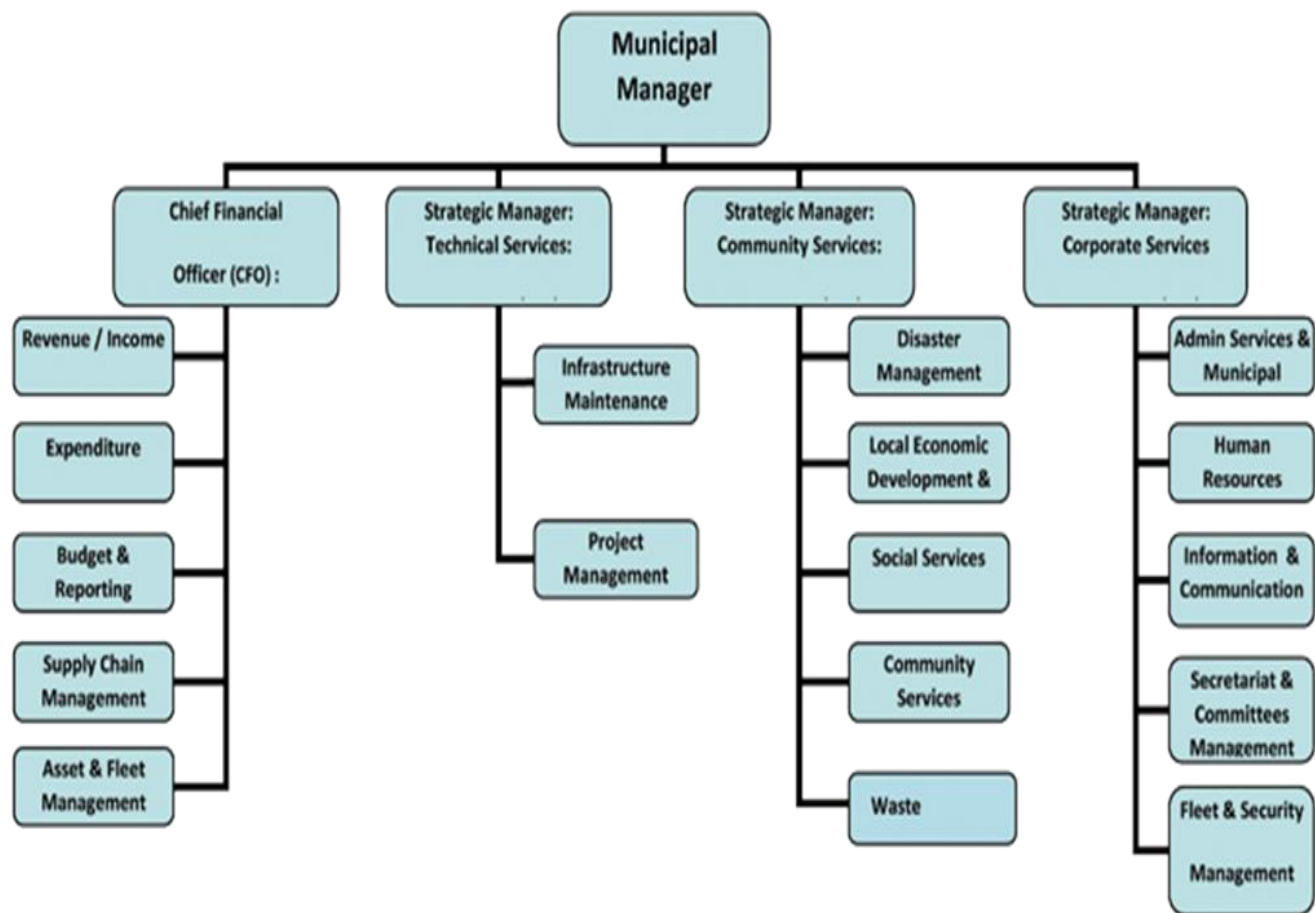 Municipal
Manager
Chief Financial
Officer (CFO) :
Strategic Manager:
Technical Services:
Strategic Manager:
Community Services:
Strategic Manager:
Corporate Services
Revenue / Income
Expenditure
Budget &
Reporting
Supply Chain
Management
Asset & Fleet
Management
Infrastructure
Maintenance
Project
Management
Disaster
Management
Local Economic
Development &
Social Services
Community
Services
Waste
Admin Services &
Municipal
Human
Resources
Information &
Communication
Secretariat &
Committees
Management
Fleet & Security
Management